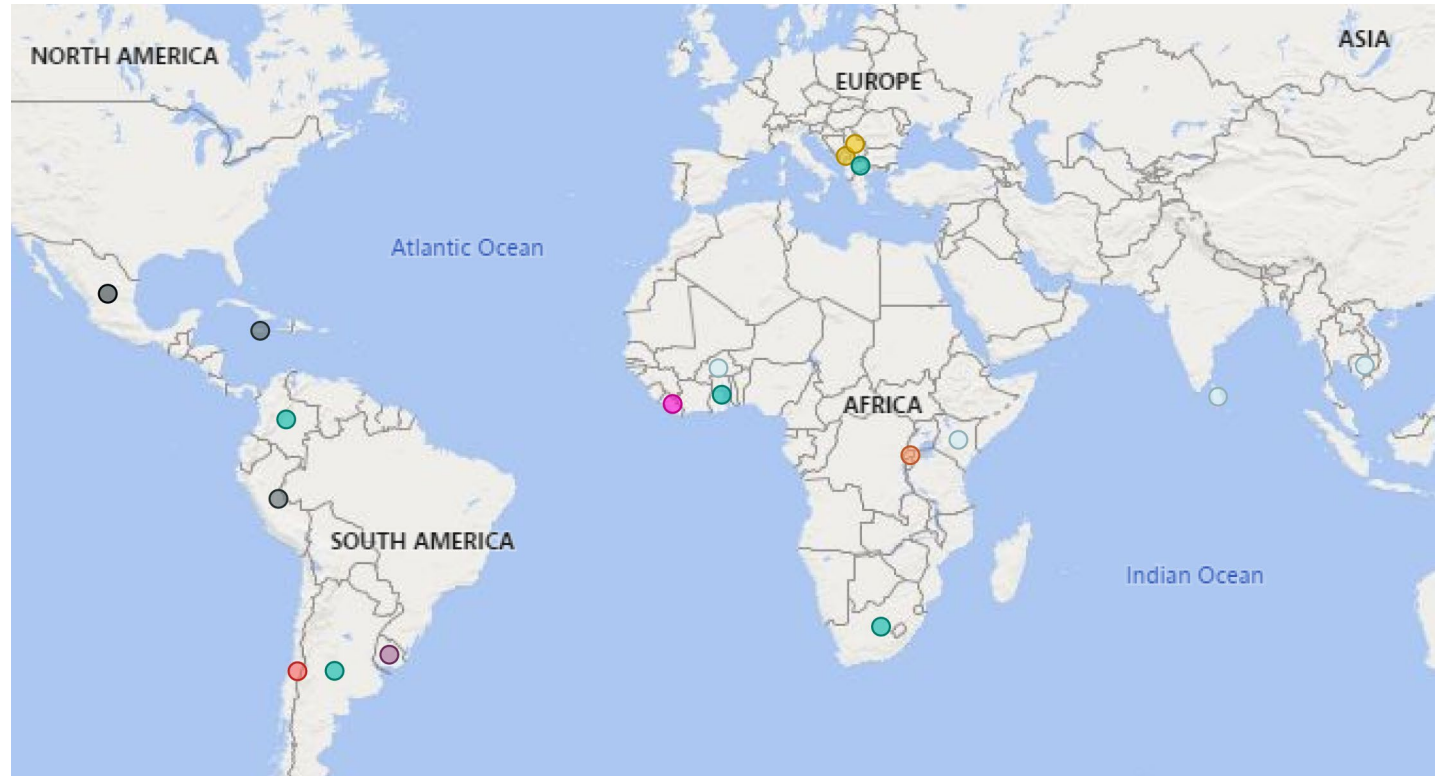 ASIA
NORTH AMERICA
EUROPE
Atlantic Ocean
AFRICA
SOUTH AMERICA
Indian Ocean